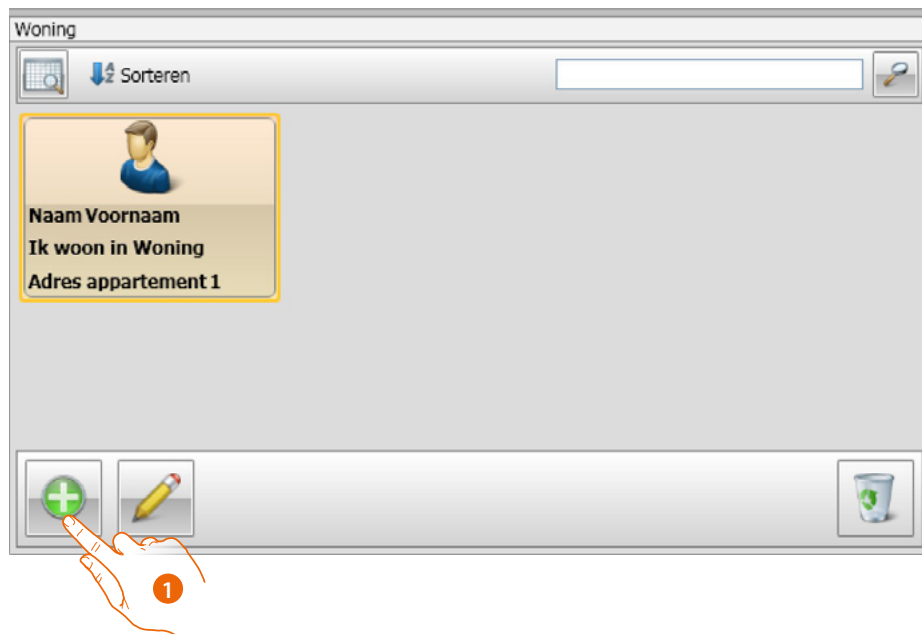 Woning
Sorteren
Naam Voornaam
Ik woon in Woning
Adres appartement 1
1